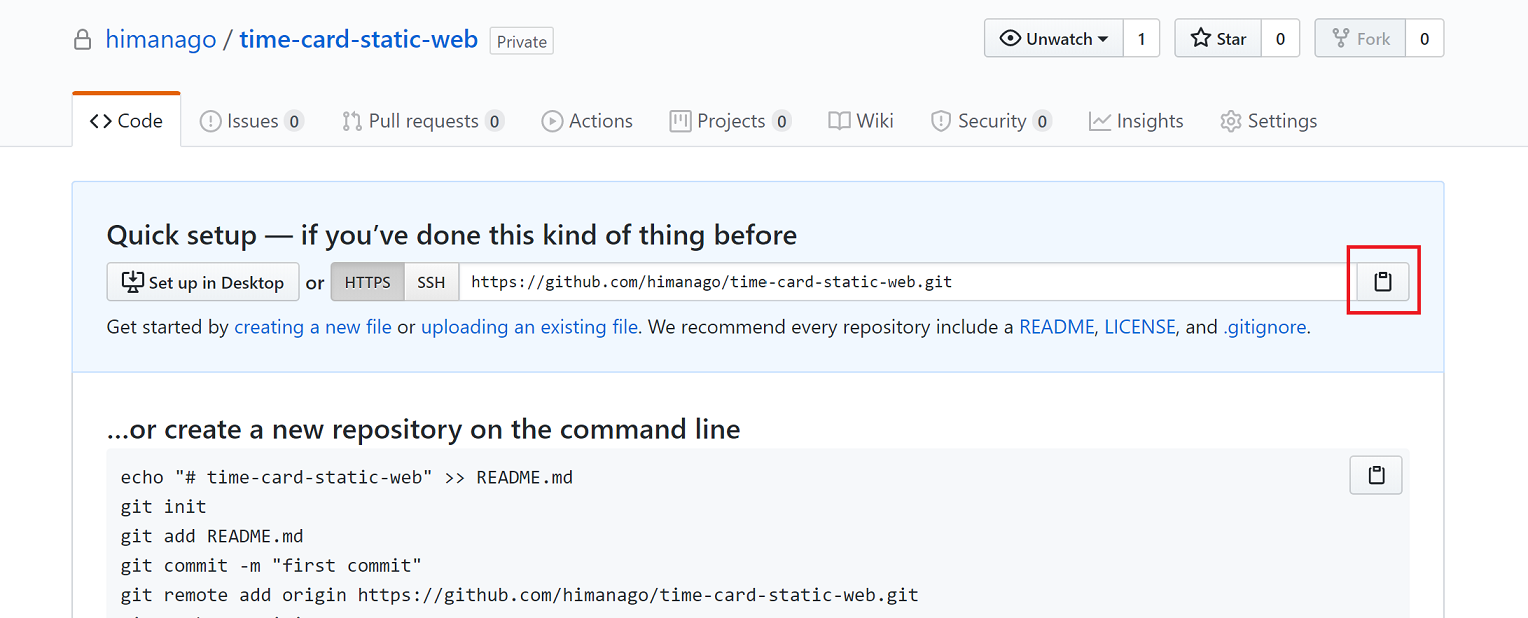 himanago / time-card-static-web Private Unwatch 1 Star 0 Fork 0
Code Issues 0 Pull requests 0 Actions Projects 0 Wiki Security 0 Insights Settings
Quick setup — if you’ve done this kind of thing before
Set up in Desktop or HTTPS SSH https://github.com/himanago/time-card-static-web.git
Get started by creating a new file or uploading an existing file. We recommend every repository include a README, LICENSE, and .gitignore.
…or create a new repository on the command line
echo "# time-card-static-web" >> README.md
git init
git add README.md
git commit -m "first commit"
git remote add origin https://github.com/himanago/time-card-static-web.git